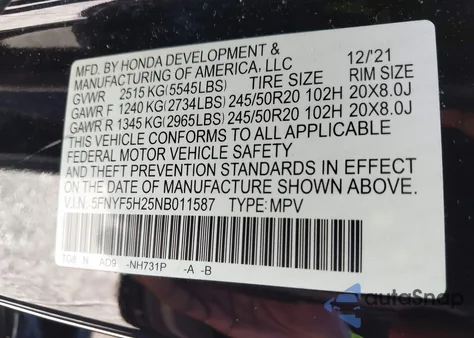 MFD. BY HONDA DEVELOPMENT &
MANUFACTURING OF AMERICA, LLC 12/'21
GVWR 2515 KG(5545LBS) TIRE SIZE RIM SIZE
GAWR F 1240 KG(2734LBS) 245/50R20 102H 20X8.0J
GAWR R 1345 KG(2965LBS) 245/50R20 102H 20X8.0J
THIS VEHICLE CONFORMS TO ALL APPLICABLE
FEDERAL MOTOR VEHICLE SAFETY
AND THEFT PREVENTION STANDARDS IN EFFECT
ON THE DATE OF MANUFACTURE SHOWN ABOVE.
V.I.N. 5FNYF5H25NB011587 TYPE: MPV
TG8 N AD9 -NH731P -A -B
autoSnap